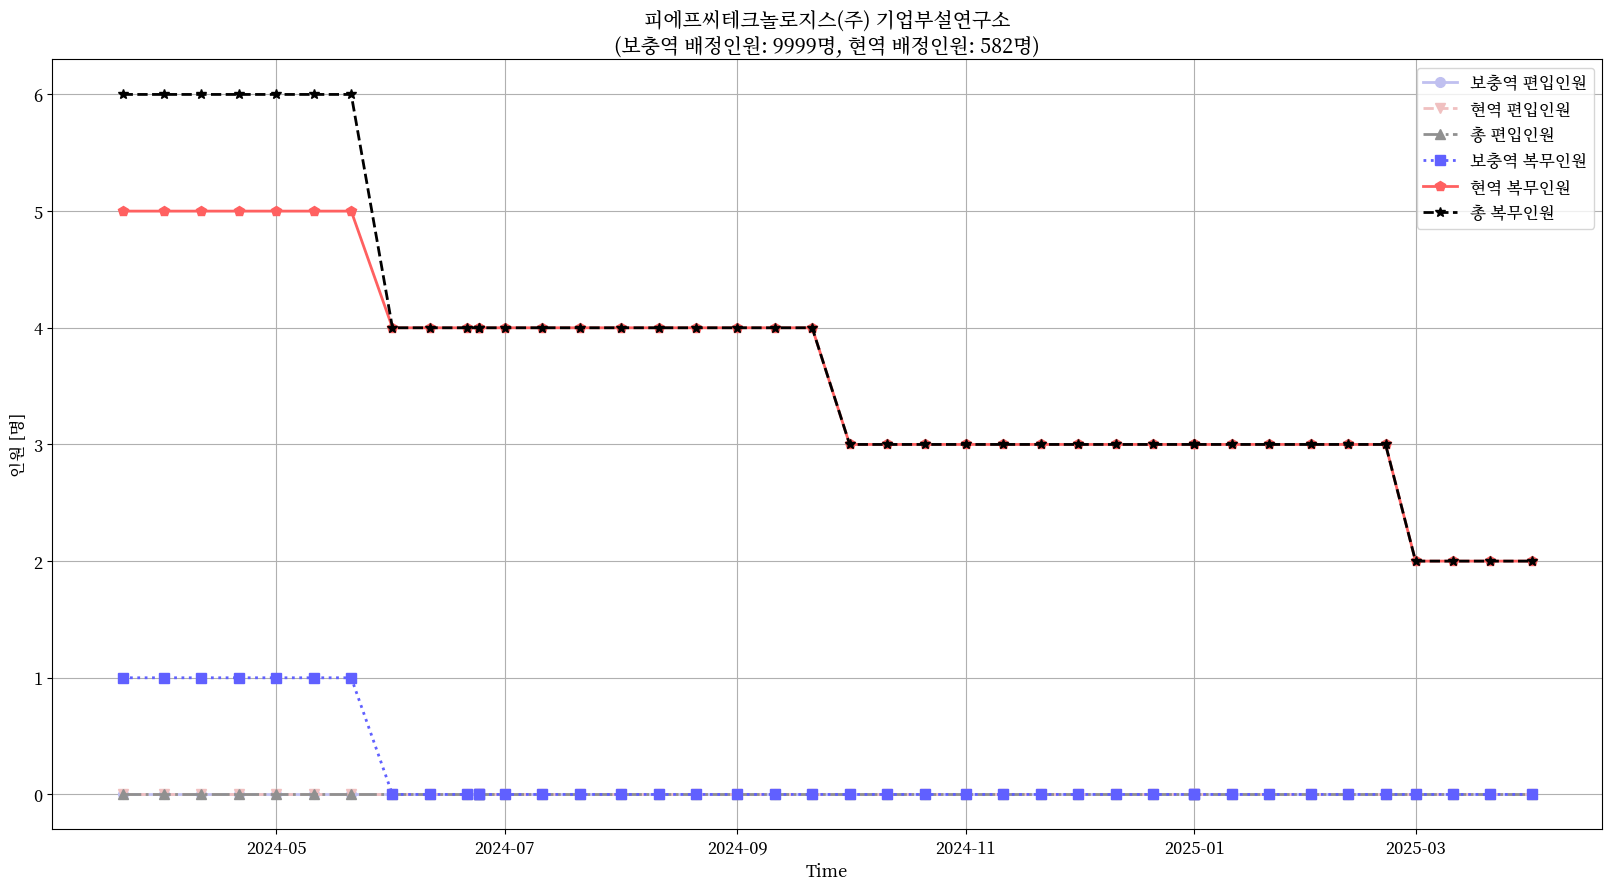 피에프씨테크놀로지스(주) 기업부설연구소
(보충역 배정인원: 9999명, 현역 배정인원: 582명)
보충역 편입인원
현역 편입인원
총 편입인원
보충역 복무인원
현역 복무인원
총 복무인원
인원 [명]
6
5
4
3
2
1
0
2024-05
2024-07
2024-09
2024-11
2025-01
2025-03
Time